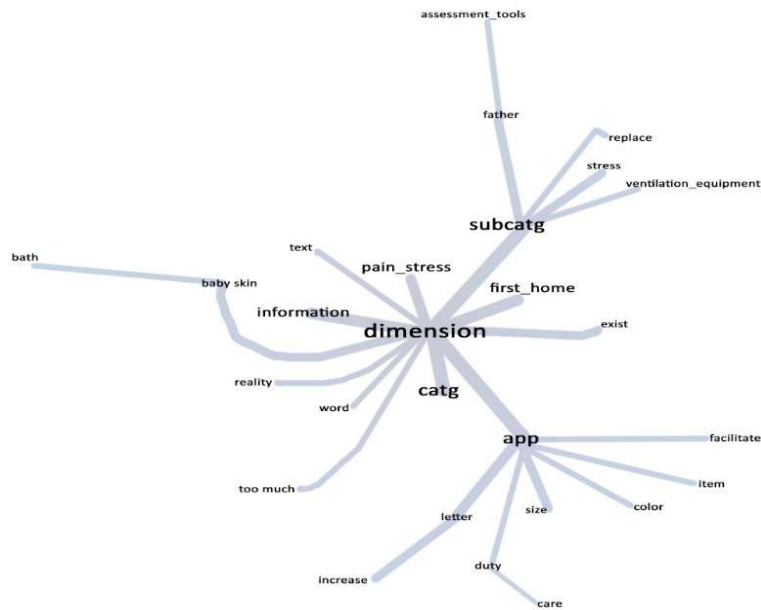 assessment_tools
father
replace
stress
ventilation_equipment
subcatg
text
bath
pain_stress
baby skin
first_home
information
exist
dimension
reality
catg
word
app
facilitate
too much
item
color
size
letter
duty
increase
care